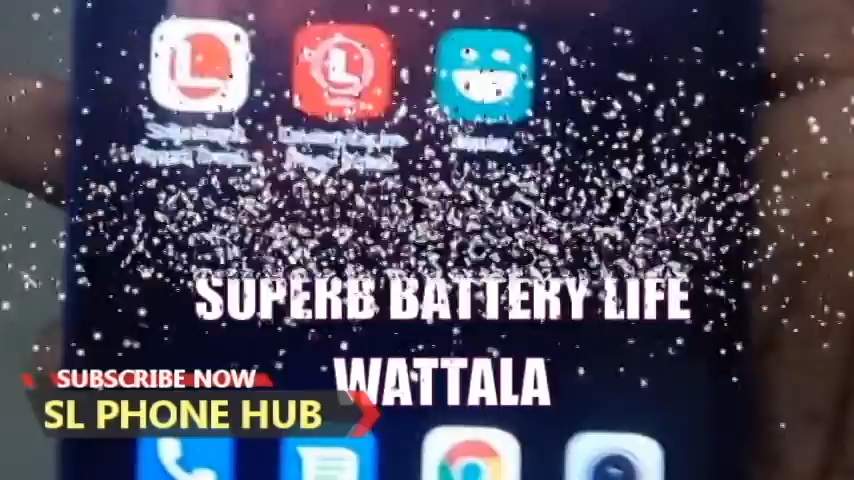 SUPERB BATTERY LIFE
WATTALA
SUBSCRIBE NOW
SL PHONE HUB